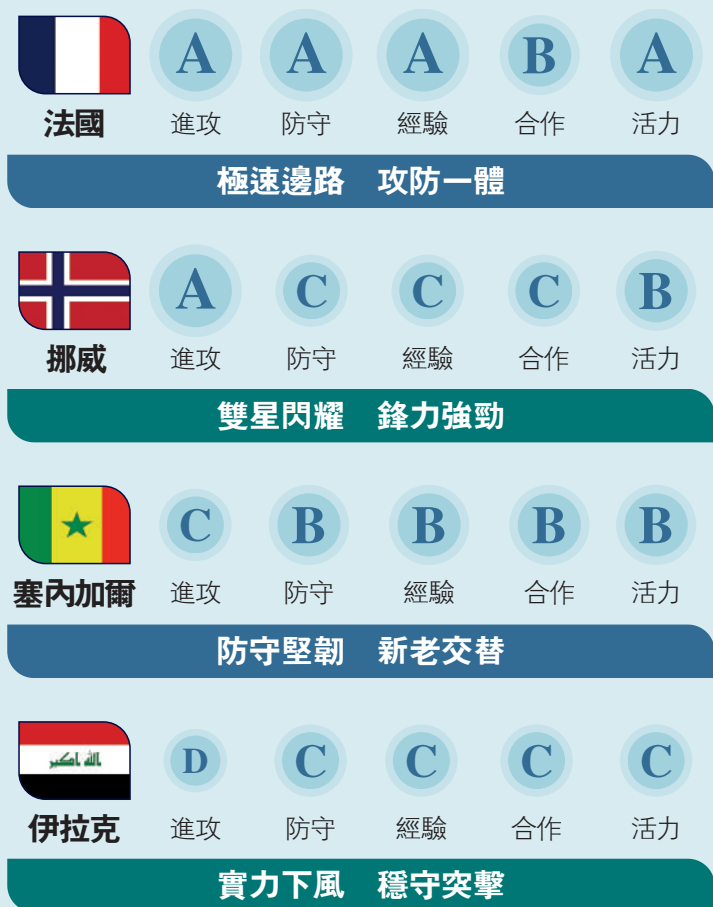 A A A B A
法國 進攻 防守 經驗 合作 活力
極速邊路 攻防一體
A C C C B
挪威 進攻 防守 經驗 合作 活力
雙星閃耀 鋒力強勁
C B B B B
塞內加爾 進攻 防守 經驗 合作 活力
防守堅韌 新老交替
الله اكبر
D C C C C
伊拉克 進攻 防守 經驗 合作 活力
實力下風 穩守突擊